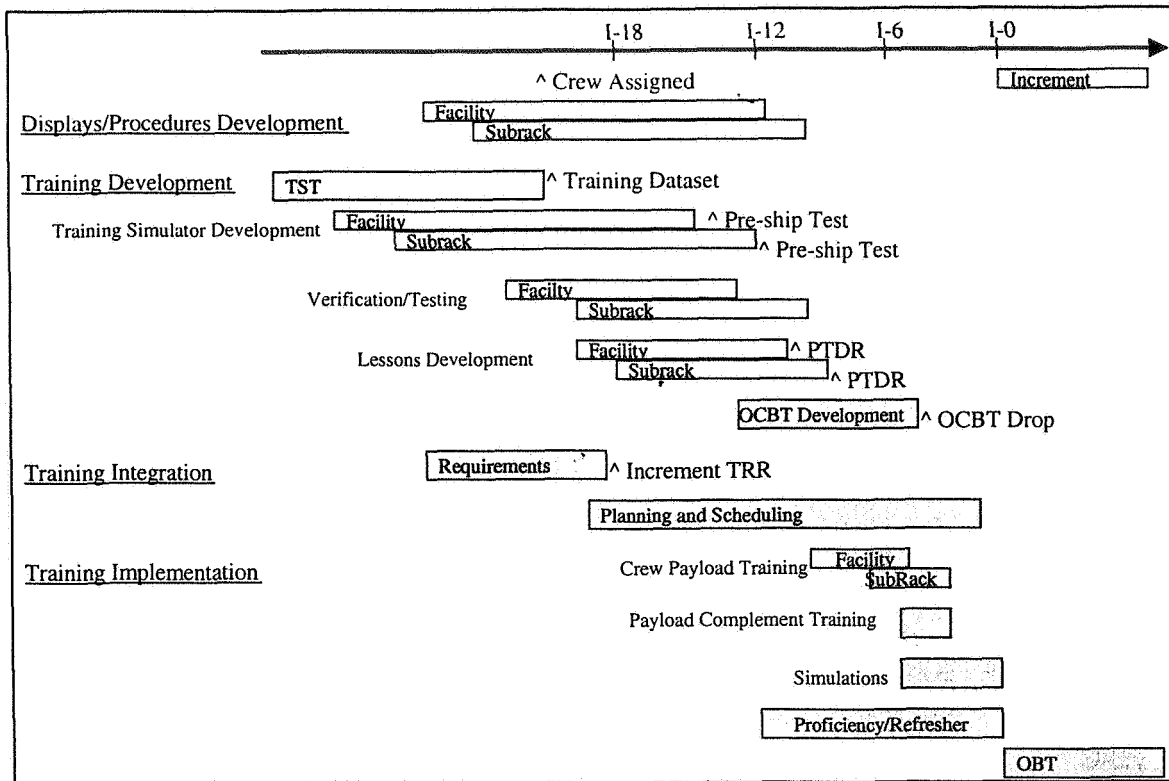 I-18 I-12 I-6 I-0
^ Crew Assigned Increment
Facility
Displays/Procedures Development
Subrack
Training Development TST ^ Training Dataset
Training Simulator Development Facility ^ Pre-ship Test
Subrack ^ Pre-ship Test
Verification/Testing Facilty
Subrack
Lessons Development Facility ^ PTDR
Subrack ^ PTDR
OCBT Development ^ OCBT Drop
Training Integration Requirements ^ Increment TRR
Planning and Scheduling
Training Implementation Crew Payload Training Facility
SubRack
Payload Complement Training
Simulations
Proficiency/Refresher
OBT